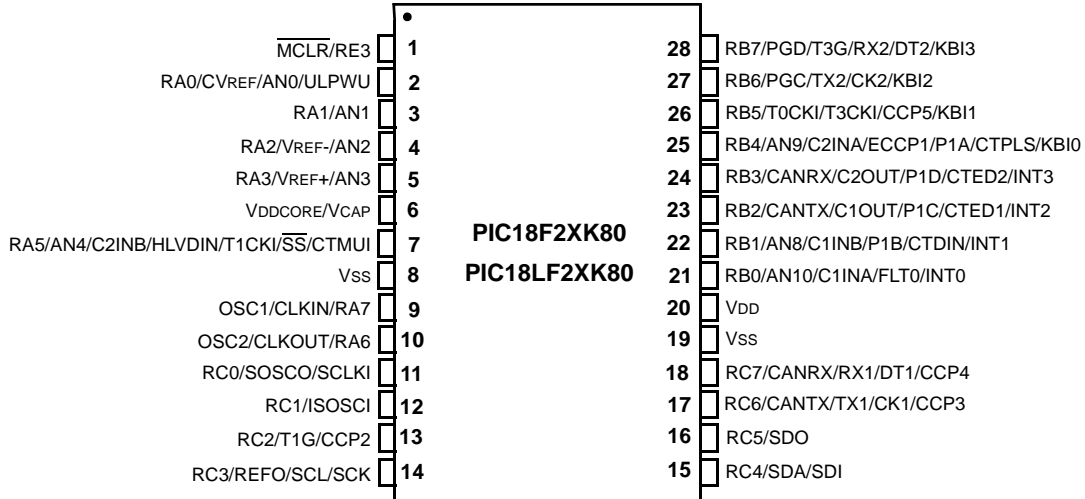 MCLR/RE3
RA0/CVREF/AN0/ULPWU
RA1/AN1
RA2/VREF-/AN2
RA3/VREF+/AN3
VDDCORE/VCAP
RA5/AN4/C2INB/HLVDIN/T1CKI/SS/CTMUI
VSS
OSC1/CLKIN/RA7
OSC2/CLKOUT/RA6
RC0/SOSCO/SCLKI
RC1/ISOSCI
RC2/T1G/CCP2
RC3/REFO/SCL/SCK
1
2
3
4
5
6
7
8
9
10
11
12
13
14
PIC18F2XK80
PIC18LF2XK80
28
27
26
25
24
23
22
21
20
19
18
17
16
15
RB7/PGD/T3G/RX2/DT2/KBI3
RB6/PGC/TX2/CK2/KBI2
RB5/T0CKI/T3CKI/CCP5/KBI1
RB4/AN9/C2INA/ECCP1/P1A/CTPLS/KBI0
RB3/CANRX/C2OUT/P1D/CTED2/INT3
RB2/CANTX/C1OUT/P1C/CTED1/INT2
RB1/AN8/C1INB/P1B/CTDIN/INT1
RB0/AN10/C1INA/FLT0/INT0
VDD
VSS
RC7/CANRX/RX1/DT1/CCP4
RC6/CANTX/TX1/CK1/CCP3
RC5/SDO
RC4/SDA/SDI